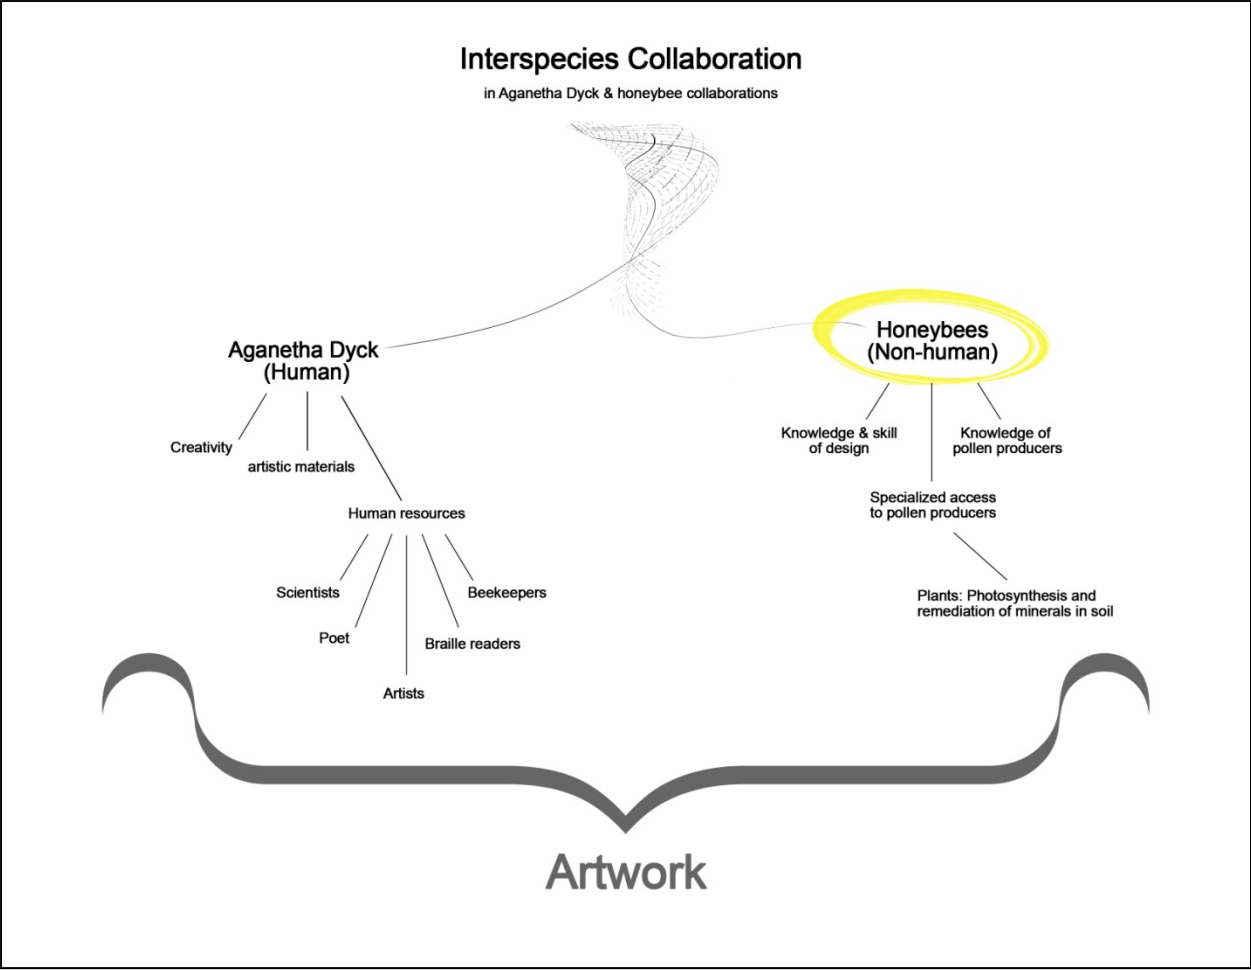 Interspecies Collaboration
in Aganetha Dyck & honeybee collaborations
Aganetha Dyck
(Human)
Creativity
artistic materials
Human resources
Scientists
Poet
Artists
Braille readers
Beekeepers
Honeybees
(Non-human)
Knowledge & skill
of design
Specialized access
to pollen producers
Knowledge of
pollen producers
Plants: Photosynthesis and
remediation of minerals in soil
Artwork